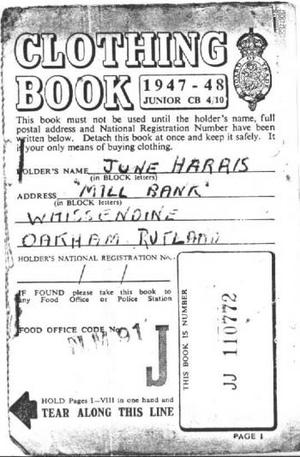 CLOTHING
BOOK 1947-48
JUNIOR CB 4/10
This book must not be used until the holder's name, full
postal address and National Registration Number have been
written below. Detach this book at once and keep it safely. It
is your only means of buying clothing.
HOLDER'S NAME JUNE HARRIS
(in BLOCK letters)
ADDRESS "MILL BANK"
(in BLOCK letters)
WHISSENDINE
OAKHAM RUTLAND
HOLDER'S NATIONAL REGISTRATION No.
/ /
IF FOUND please take this book to
any Food Office or Police Station
FOOD OFFICE CODE No.
J
THIS BOOK IS NUMBER
JJ 110772
HOLD Pages I-VIII in one hand and
TEAR ALONG THIS LINE
PAGE I